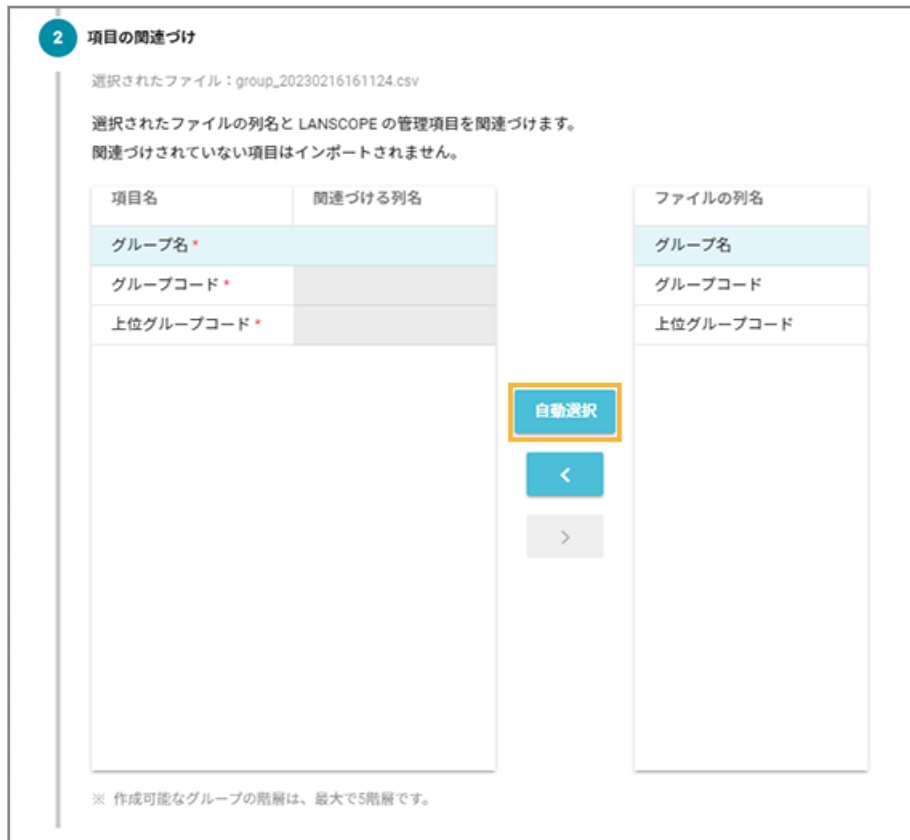 2 項目の関連づけ
選択されたファイル：group_20230216161124.csv
選択されたファイルの列名と LANSCOPE の管理項目を関連づけます。
関連づけされていない項目はインポートされません。
項目名 関連づける列名 ファイルの列名
グループ名 * グループ名
グループコード * グループコード
上位グループコード * 上位グループコード
自動選択
<
>
※ 作成可能なグループの階層は、最大で5階層です。